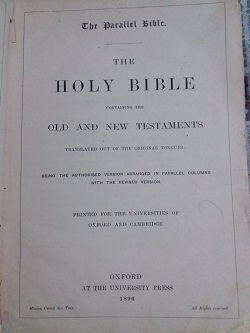 The Parallel Bible.
THE
HOLY BIBLE
CONTAINING THE
OLD AND NEW TESTAMENTS
TRANSLATED OUT OF THE ORIGINAL TONGUES:
BEING THE AUTHORISED VERSION ARRANGED IN PARALLEL COLUMNS
WITH THE REVISED VERSION.
PRINTED FOR THE UNIVERSITIES OF
OXFORD AND CAMBRIDGE
OXFORD
AT THE UNIVERSITY PRESS
1886
All Rights reserved.